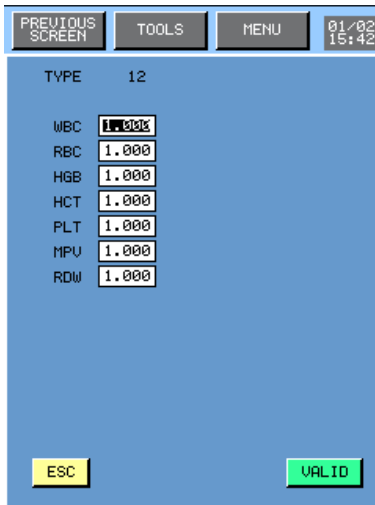 PREVIOUS SCREEN TOOLS MENU 01/02 15:42
TYPE 12
WBC 1.000
RBC 1.000
HGB 1.000
HCT 1.000
PLT 1.000
MPV 1.000
RDW 1.000
ESC VALID